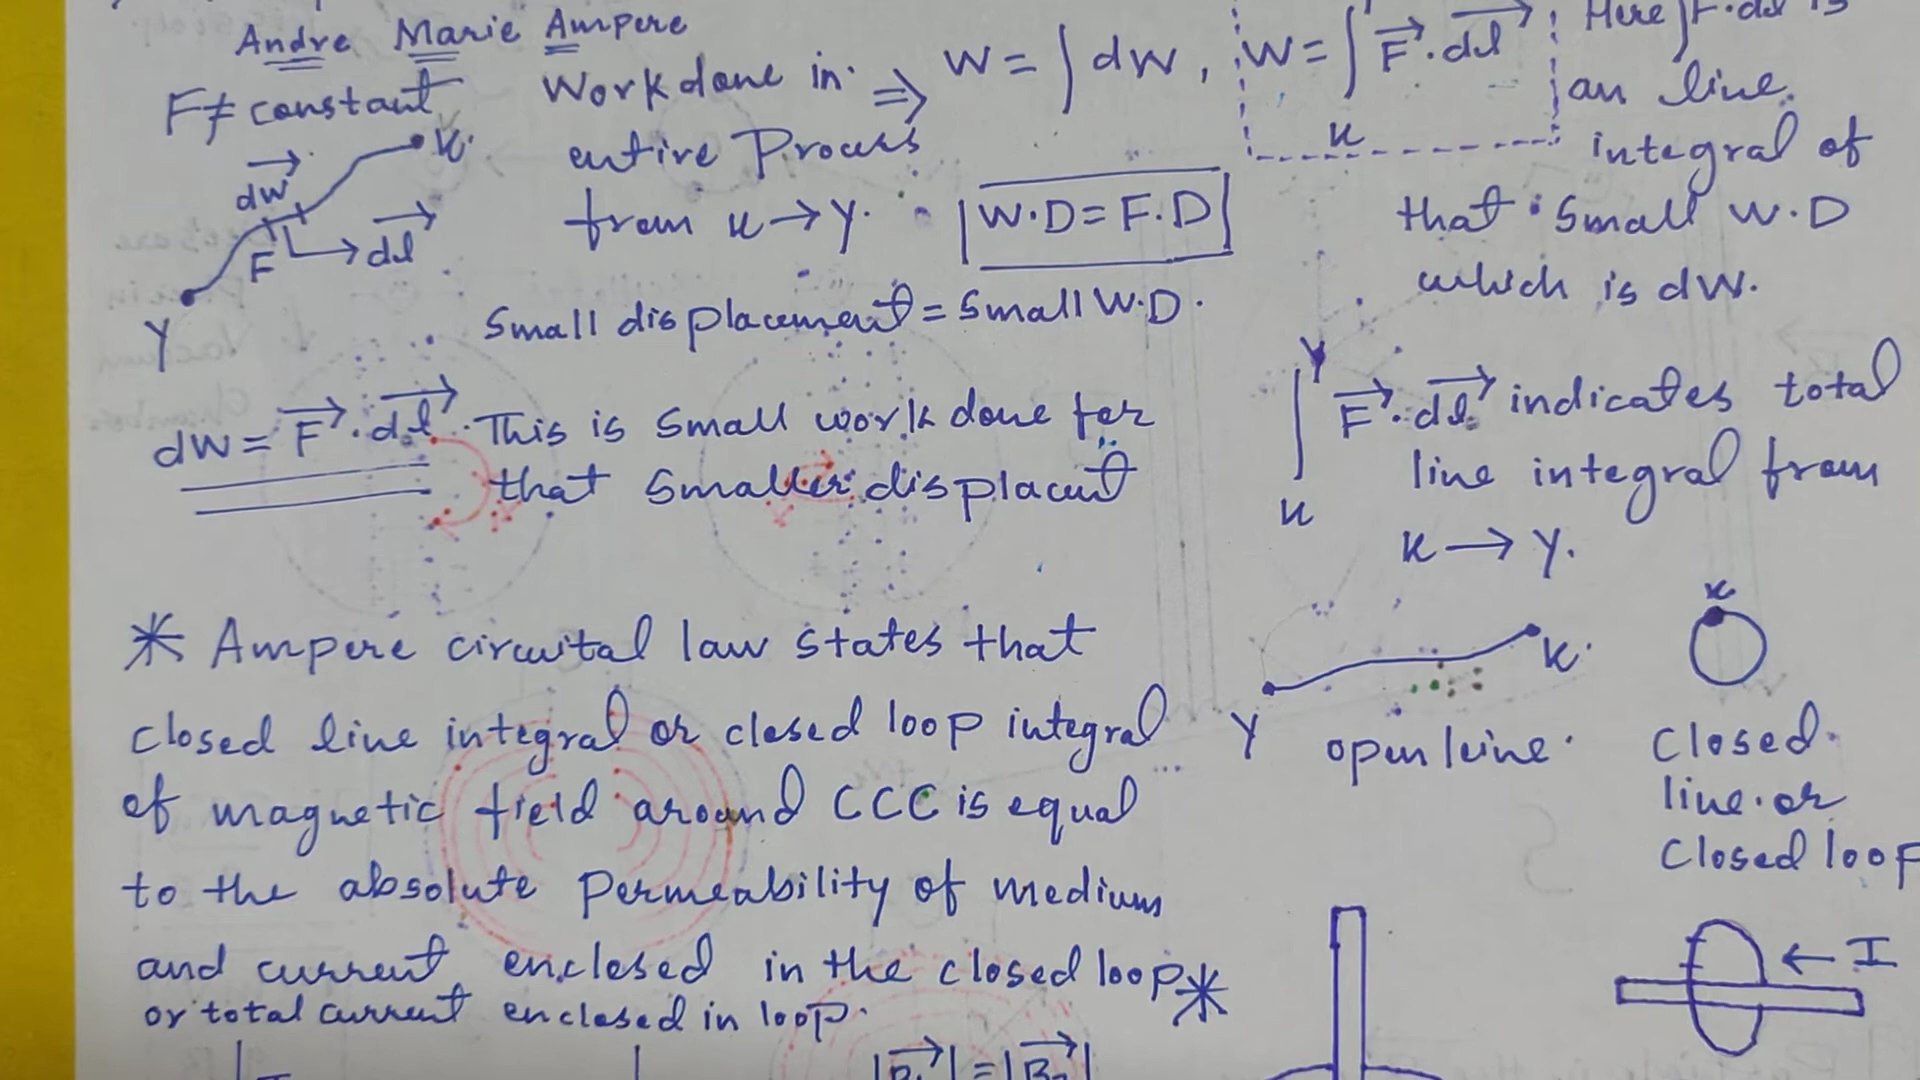 Andre Marie Ampere
F≠ constant
x
dw
F
dl
Y
Work done in
entire Process
from x→y.
⇒ W = ∫ dw,
W = ∫ F.dl
x
Here ∫F.dl is
an line
integral of
that small W.D
which is dW.
W.D = F.D
Small displacement = Small W.D.
dw = F.dl. This is small work done for
that smaller displacent
Y
∫ F.dl indicates total
x
line integral from
x → y.
* Ampere circuital law states that
closed line integral or closed loop integral
of magnetic field around CCC is equal
to the absolute Permeability of medium
and current enclosed in the closed loop *
or total current enclosed in loop.
Y
x
open line.
x
Closed
line or
Closed loop
← I